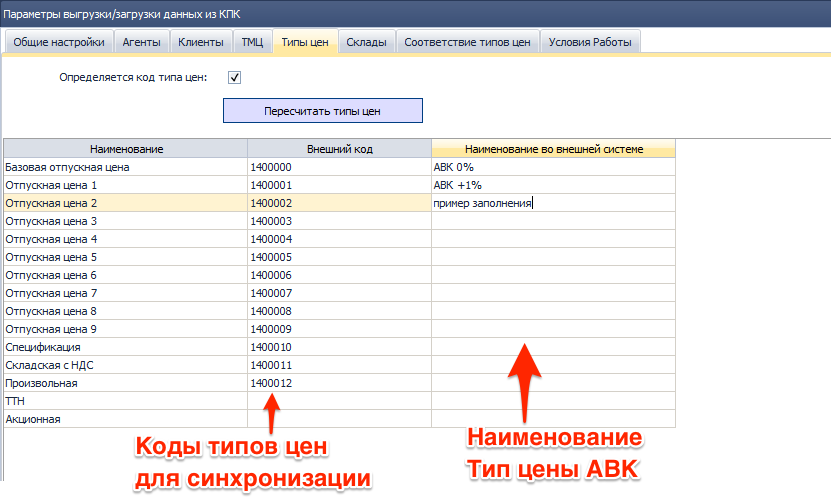 Параметры выгрузки/загрузки данных из КПК
Общие настройки Агенты Клиенты ТМЦ Типы цен Склады Соответствие типов цен Условия Работы
Определяется код типа цен:
Пересчитать типы цен
Наименование Внешний код Наименование во внешней системе
Базовая отпускная цена 1400000 АВК 0%
Отпускная цена 1 1400001 АВК +1%
Отпускная цена 2 1400002 пример заполнения
Отпускная цена 3 1400003
Отпускная цена 4 1400004
Отпускная цена 5 1400005
Отпускная цена 6 1400006
Отпускная цена 7 1400007
Отпускная цена 8 1400008
Отпускная цена 9 1400009
Спецификация 1400010
Складская с НДС 1400011
Произвольная 1400012
ТТН
Акционная
Коды типов цен
для синхронизации
Наименование
Тип цены АВК